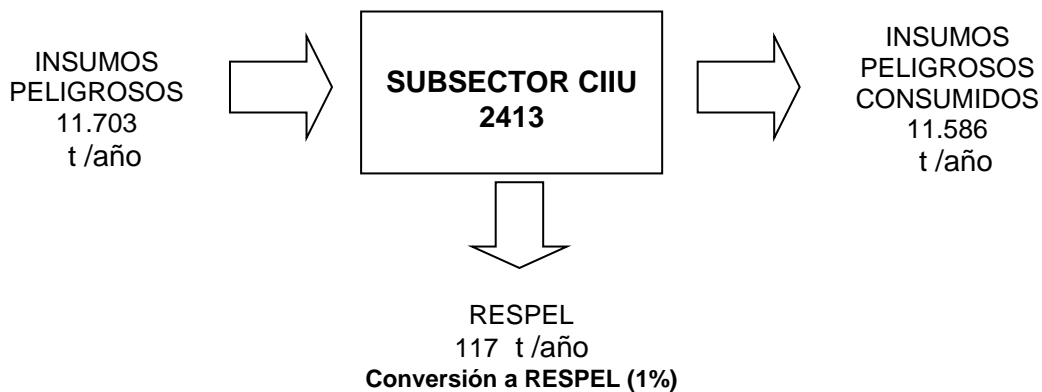 INSUMOS
PELIGROSOS
11.703
t /año
SUBSECTOR CIIU
2413
INSUMOS
PELIGROSOS
CONSUMIDOS
11.586
t /año
RESPEL
117 t /año
Conversión a RESPEL (1%)